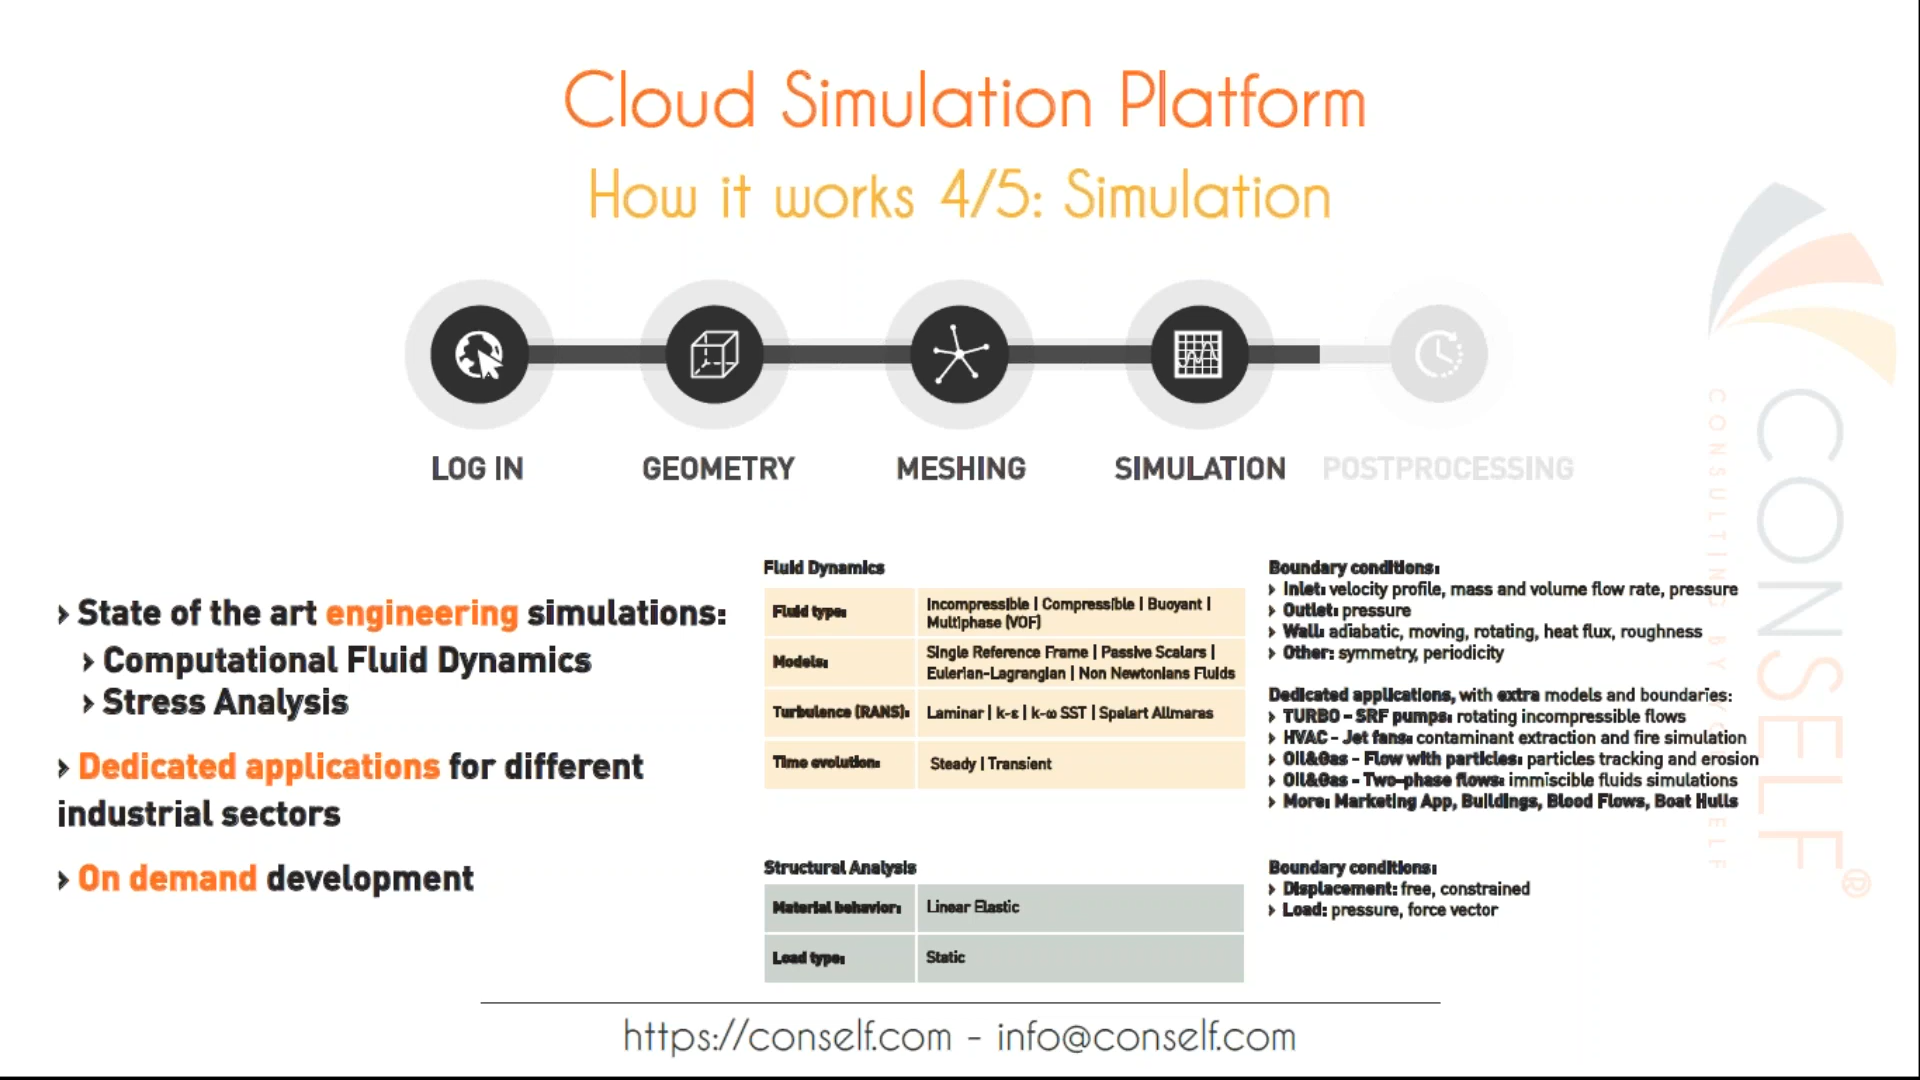 Cloud Simulation Platform
How it works 4/5: Simulation
LOG IN
GEOMETRY
MESHING
SIMULATION
POSTPROCESSING
› State of the art engineering simulations:
› Computational Fluid Dynamics
› Stress Analysis
› Dedicated applications for different
industrial sectors
› On demand development
Fluid Dynamics
Fluid type:
Incompressible | Compressible | Buoyant |
Multiphase (VOF)
Models:
Single Reference Frame | Passive Scalars |
Eulerian-Lagrangian | Non Newtonians Fluids
Turbulence (RANS):
Laminar | k-ε | k-ω SST | Spalart Allmaras
Time evolution:
Steady | Transient
Structural Analysis
Material behavior:
Linear Elastic
Load type:
Static
Boundary conditions:
› Inlet: velocity profile, mass and volume flow rate, pressure
› Outlet: pressure
› Wall: adiabatic, moving, rotating, heat flux, roughness
› Other: symmetry, periodicity
Dedicated applications, with extra models and boundaries:
› TURBO - SRF pumps: rotating incompressible flows
› HVAC - Jet fans: contaminant extraction and fire simulation
› Oil&Gas - Flow with particles: particles tracking and erosion
› Oil&Gas - Two-phase flows: immiscible fluids simulations
› More: Marketing App, Buildings, Blood Flows, Boat Hulls
Boundary conditions:
› Displacement: free, constrained
› Load: pressure, force vector
CONSELF®
CONSULTING BY YOURSELF
https://conself.com - info@conself.com